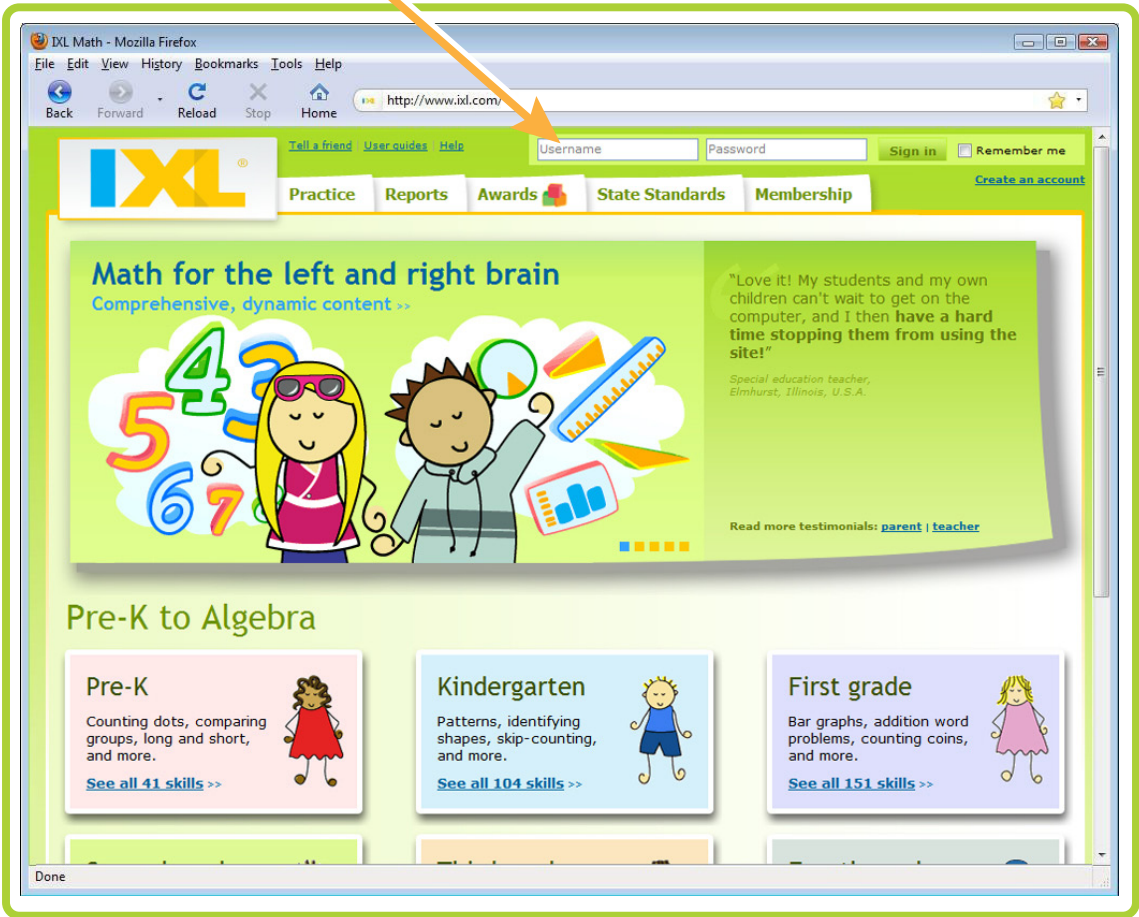 IXL Math - Mozilla Firefox
File Edit View History Bookmarks Tools Help
Back Forward Reload Stop Home
IXL http://www.ixl.com/
Tell a friend User guides Help
Username Password Sign in Remember me
Create an account
IXL ®
Practice Reports Awards State Standards Membership
Math for the left and right brain
Comprehensive, dynamic content >>
4 3
5
6 7
"Love it! My students and my own
children can't wait to get on the
computer, and I then have a hard
time stopping them from using the
site!"
Special education teacher,
Elmhurst, Illinois, U.S.A.
Read more testimonials: parent | teacher
Pre-K to Algebra
Pre-K
Counting dots, comparing
groups, long and short,
and more.
See all 41 skills >>
Kindergarten
Patterns, identifying
shapes, skip-counting,
and more.
See all 104 skills >>
First grade
Bar graphs, addition word
problems, counting coins,
and more.
See all 151 skills >>
Done